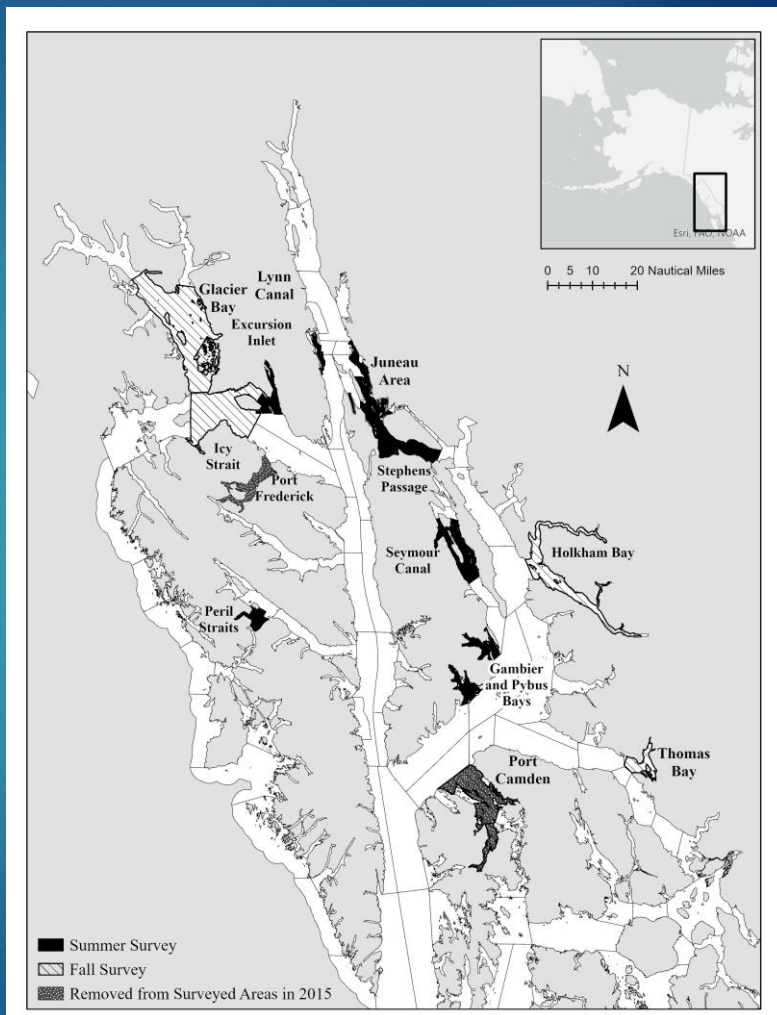 Esri, FAO, NOAA
0 5 10 20 Nautical Miles
N
Glacier
Bay
Lynn
Canal
Excursion
Inlet
Juneau
Area
Icy
Strait
Port
Frederick
Stephens
Passage
Seymour
Canal
Holkham Bay
Peril
Straits
Gambier
and Pybus
Bays
Port
Camden
Thomas
Bay
Summer Survey
Fall Survey
Removed from Surveyed Areas in 2015